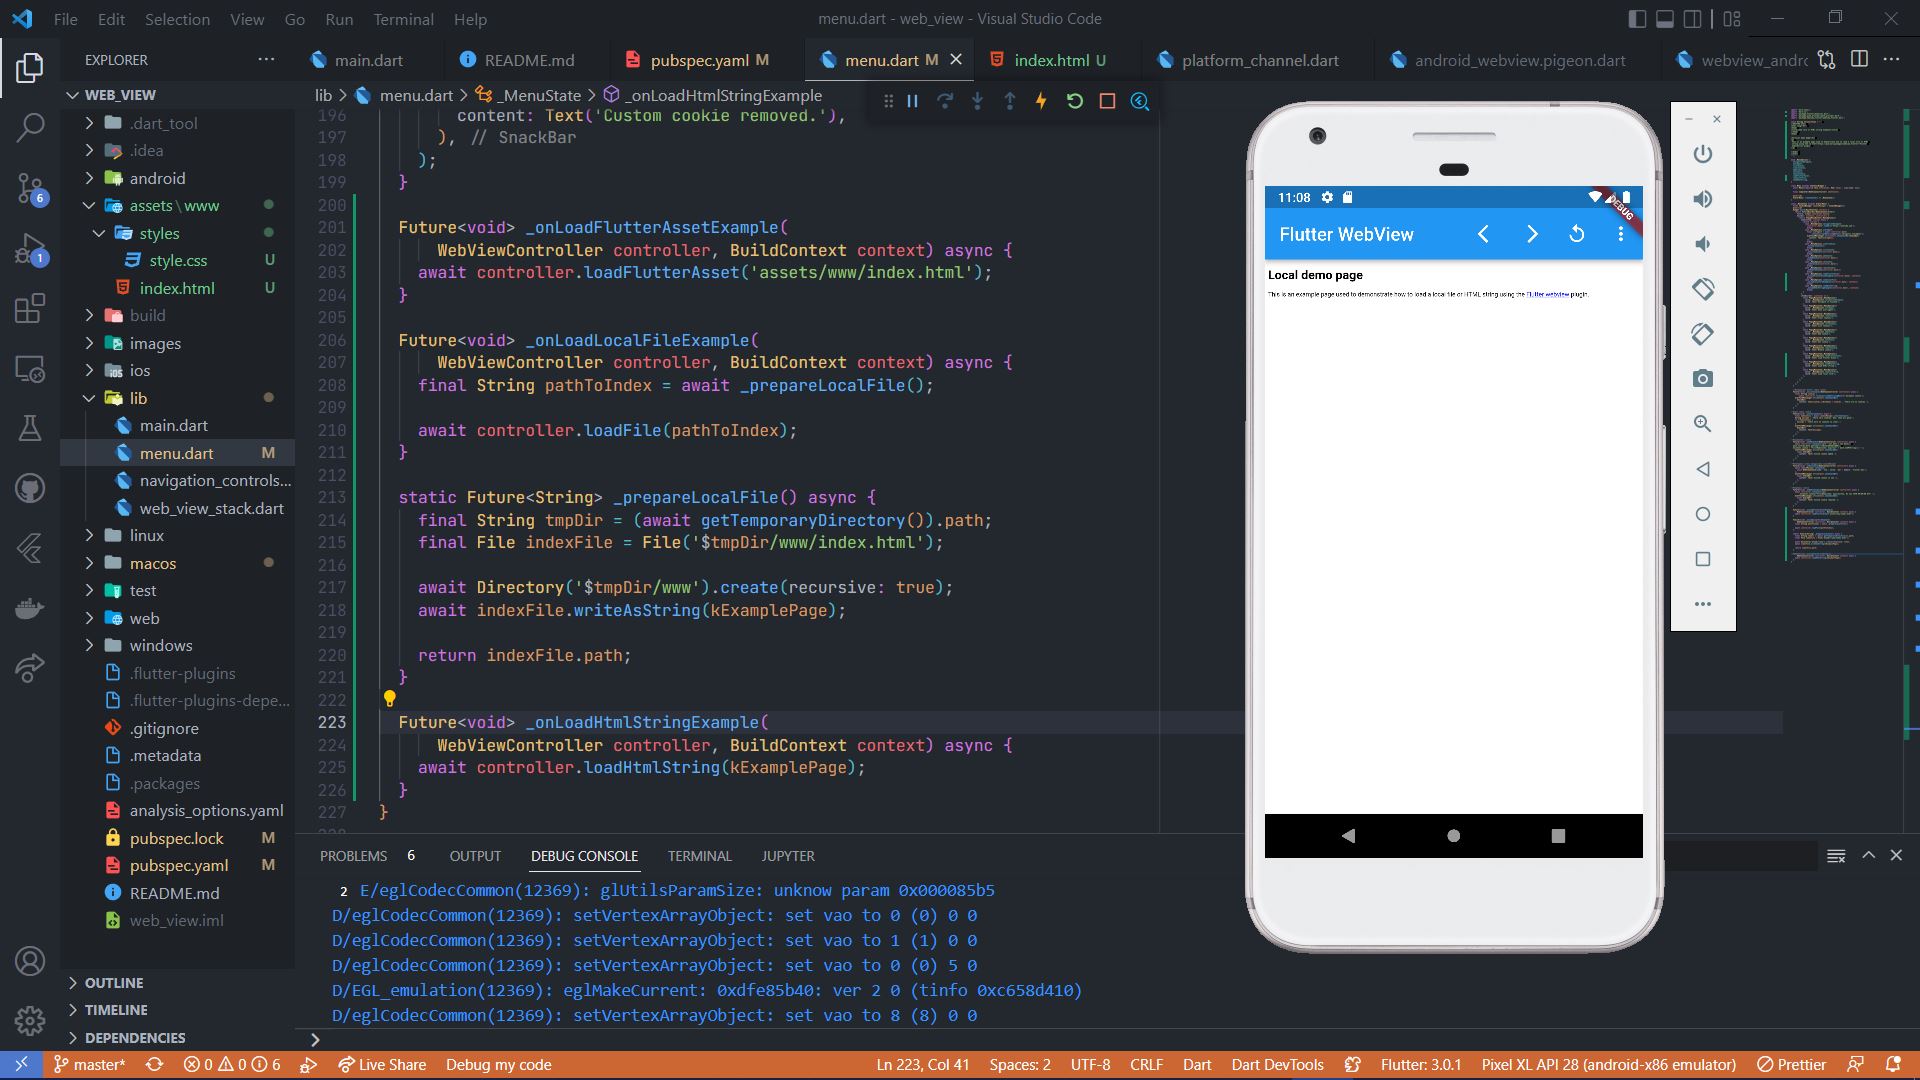 File Edit Selection View Go Run Terminal Help
menu.dart - web_view - Visual Studio Code
EXPLORER
main.dart
README.md
pubspec.yaml M
menu.dart M
index.html U
platform_channel.dart
android_webview.pigeon.dart
webview_andro
WEB_VIEW
.dart_tool
.idea
android
assets\www
styles
style.css U
index.html U
build
images
ios
lib
main.dart
menu.dart M
navigation_controls...
web_view_stack.dart
linux
macos
test
web
windows
.flutter-plugins
.flutter-plugins-depe...
.gitignore
.metadata
.packages
analysis_options.yaml
pubspec.lock M
pubspec.yaml M
README.md
web_view.iml
OUTLINE
TIMELINE
DEPENDENCIES
6
1
lib > menu.dart > _MenuState > _onLoadHtmlStringExample
196 content: Text('Custom cookie removed.'),
197 ), // SnackBar
198 );
199 }
200
201 Future<void> _onLoadFlutterAssetExample(
202 WebViewController controller, BuildContext context) async {
203 await controller.loadFlutterAsset('assets/www/index.html');
204 }
205
206 Future<void> _onLoadLocalFileExample(
207 WebViewController controller, BuildContext context) async {
208 final String pathToIndex = await _prepareLocalFile();
209
210 await controller.loadFile(pathToIndex);
211 }
212
213 static Future<String> _prepareLocalFile() async {
214 final String tmpDir = (await getTemporaryDirectory()).path;
215 final File indexFile = File('$tmpDir/www/index.html');
216
217 await Directory('$tmpDir/www').create(recursive: true);
218 await indexFile.writeAsString(kExamplePage);
219
220 return indexFile.path;
221 }
222
223 Future<void> _onLoadHtmlStringExample(
224 WebViewController controller, BuildContext context) async {
225 await controller.loadHtmlString(kExamplePage);
226 }
227 }
11:08
DEBUG
Flutter WebView
Local demo page
This is an example page used to demonstrate how to load a local file or HTML string using the Flutter webview plugin.
PROBLEMS 6 OUTPUT DEBUG CONSOLE TERMINAL JUPYTER
2 E/eglCodecCommon(12369): glUtilsParamSize: unknow param 0x000085b5
D/eglCodecCommon(12369): setVertexArrayObject: set vao to 0 (0) 0 0
D/eglCodecCommon(12369): setVertexArrayObject: set vao to 1 (1) 0 0
D/eglCodecCommon(12369): setVertexArrayObject: set vao to 0 (0) 5 0
D/EGL_emulation(12369): eglMakeCurrent: 0xdfe85b40: ver 2 0 (tinfo 0xc658d410)
D/eglCodecCommon(12369): setVertexArrayObject: set vao to 8 (8) 0 0
master* 0 0 6 Live Share Debug my code Ln 223, Col 41 Spaces: 2 UTF-8 CRLF Dart Dart DevTools Flutter: 3.0.1 Pixel XL API 28 (android-x86 emulator) Prettier